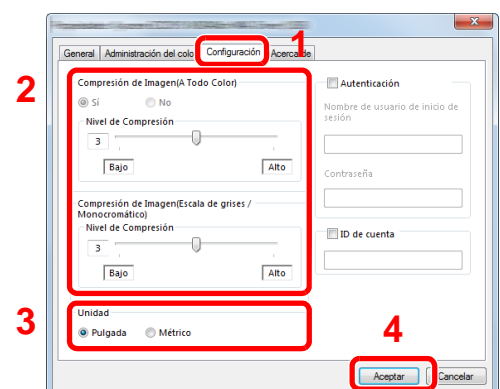 1
General
Administración del colo
Configuración
Acerca de
2
Compresión de Imagen(A Todo Color)
Sí
No
Nivel de Compresión
3
Bajo
Alto
Compresión de Imagen(Escala de grises /
Monocromático)
Nivel de Compresión
3
Bajo
Alto
Autenticación
Nombre de usuario de inicio de
sesión
Contraseña
ID de cuenta
3
Unidad
Pulgada
Métrico
4
Aceptar
Cancelar